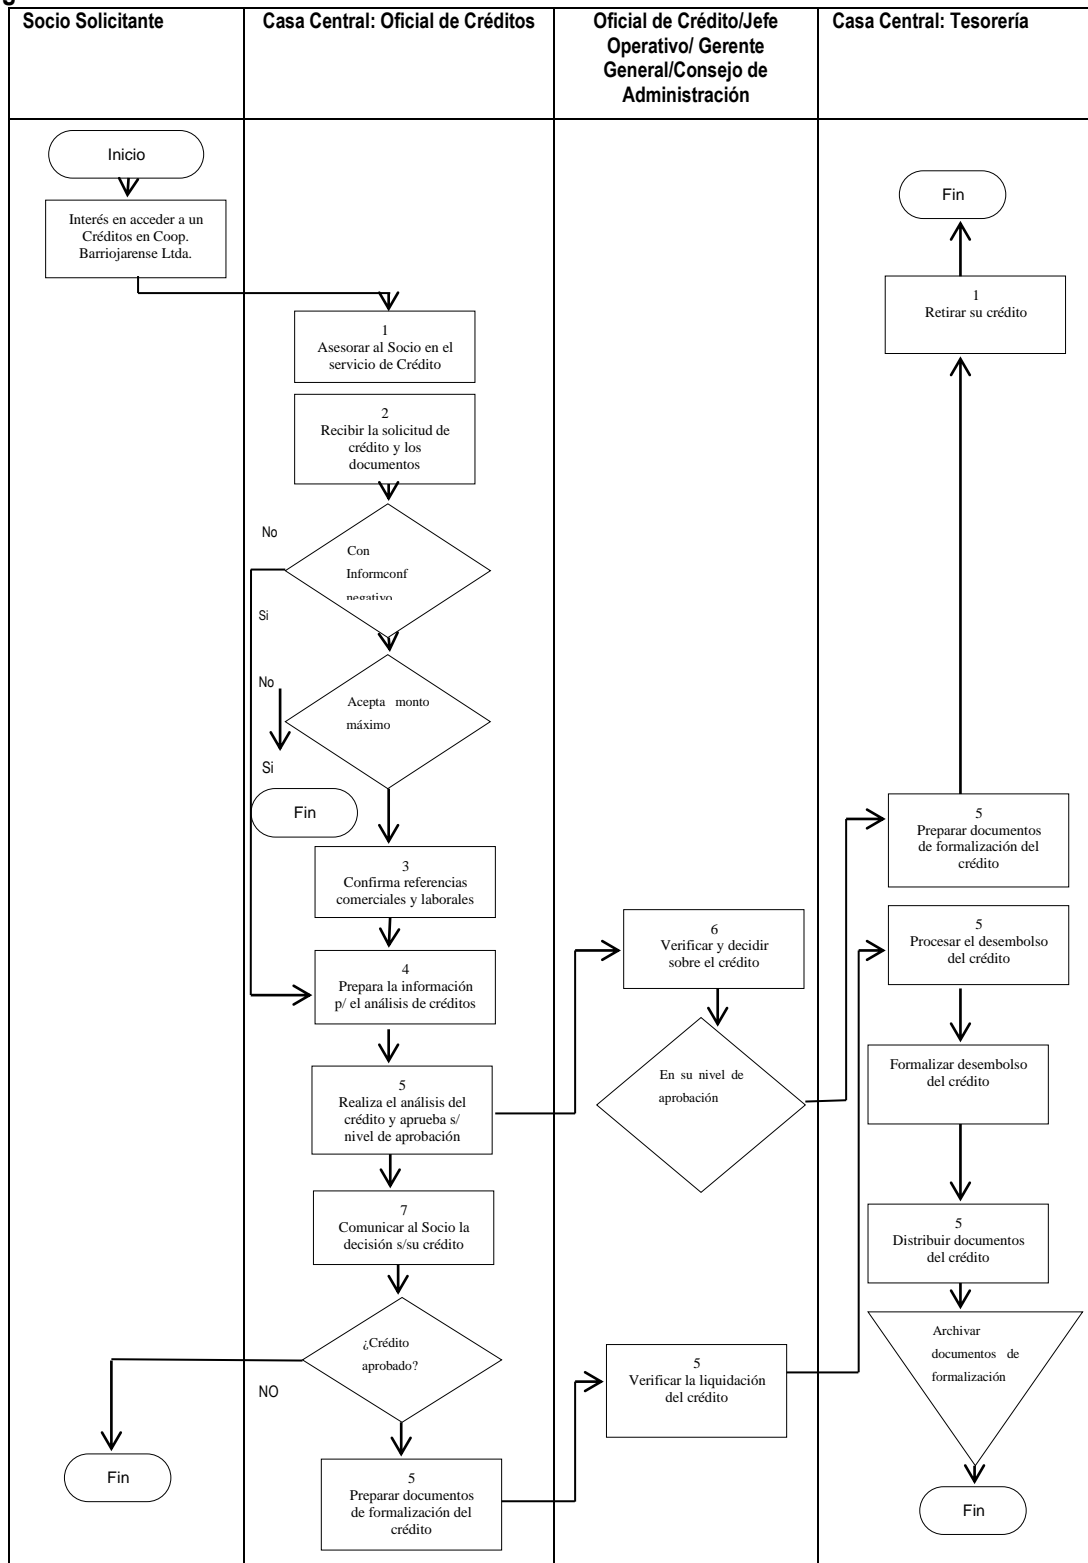 Socio Solicitante
Casa Central: Oficial de Créditos
Oficial de Crédito/Jefe
Operativo/ Gerente
General/Consejo de
Administración
Casa Central: Tesorería
Inicio
Interés en acceder a un
Créditos en Coop.
Barriojarense Ltda.
1
Asesorar al Socio en el
servicio de Crédito
2
Recibir la solicitud de
crédito y los
documentos
No
Con
Informconf
negativo
Si
No
Acepta monto
máximo
Si
Fin
3
Confirma referencias
comerciales y laborales
4
Prepara la información
p/ el análisis de créditos
5
Realiza el análisis del
crédito y aprueba s/
nivel de aprobación
7
Comunicar al Socio la
decisión s/su crédito
¿Crédito
aprobado?
NO
Fin
5
Preparar documentos
de formalización del
crédito
6
Verificar y decidir
sobre el crédito
En su nivel de
aprobación
5
Verificar la liquidación
del crédito
Fin
1
Retirar su crédito
5
Preparar documentos
de formalización del
crédito
5
Procesar el desembolso
del crédito
Formalizar desembolso
del crédito
5
Distribuir documentos
del crédito
Archivar
documentos de
formalización
Fin